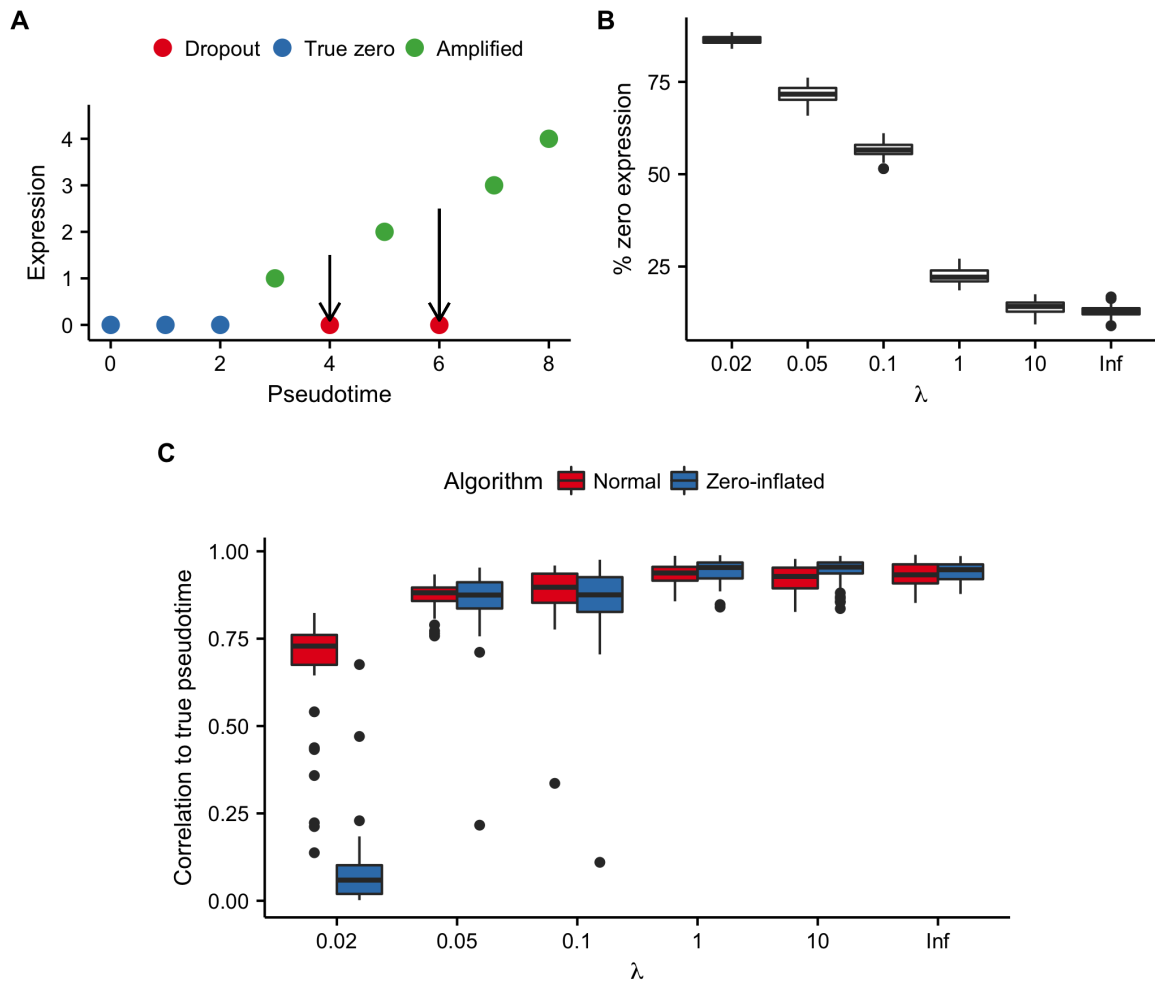 A
Dropout True zero Amplified
Expression
4
3
2
1
0
0 2 4 6 8
Pseudotime
B
% zero expression
75
50
25
0.02 0.05 0.1 1 10 Inf
λ
C
Algorithm Normal Zero-inflated
Correlation to true pseudotime
1.00
0.75
0.50
0.25
0.00
0.02 0.05 0.1 1 10 Inf
λ